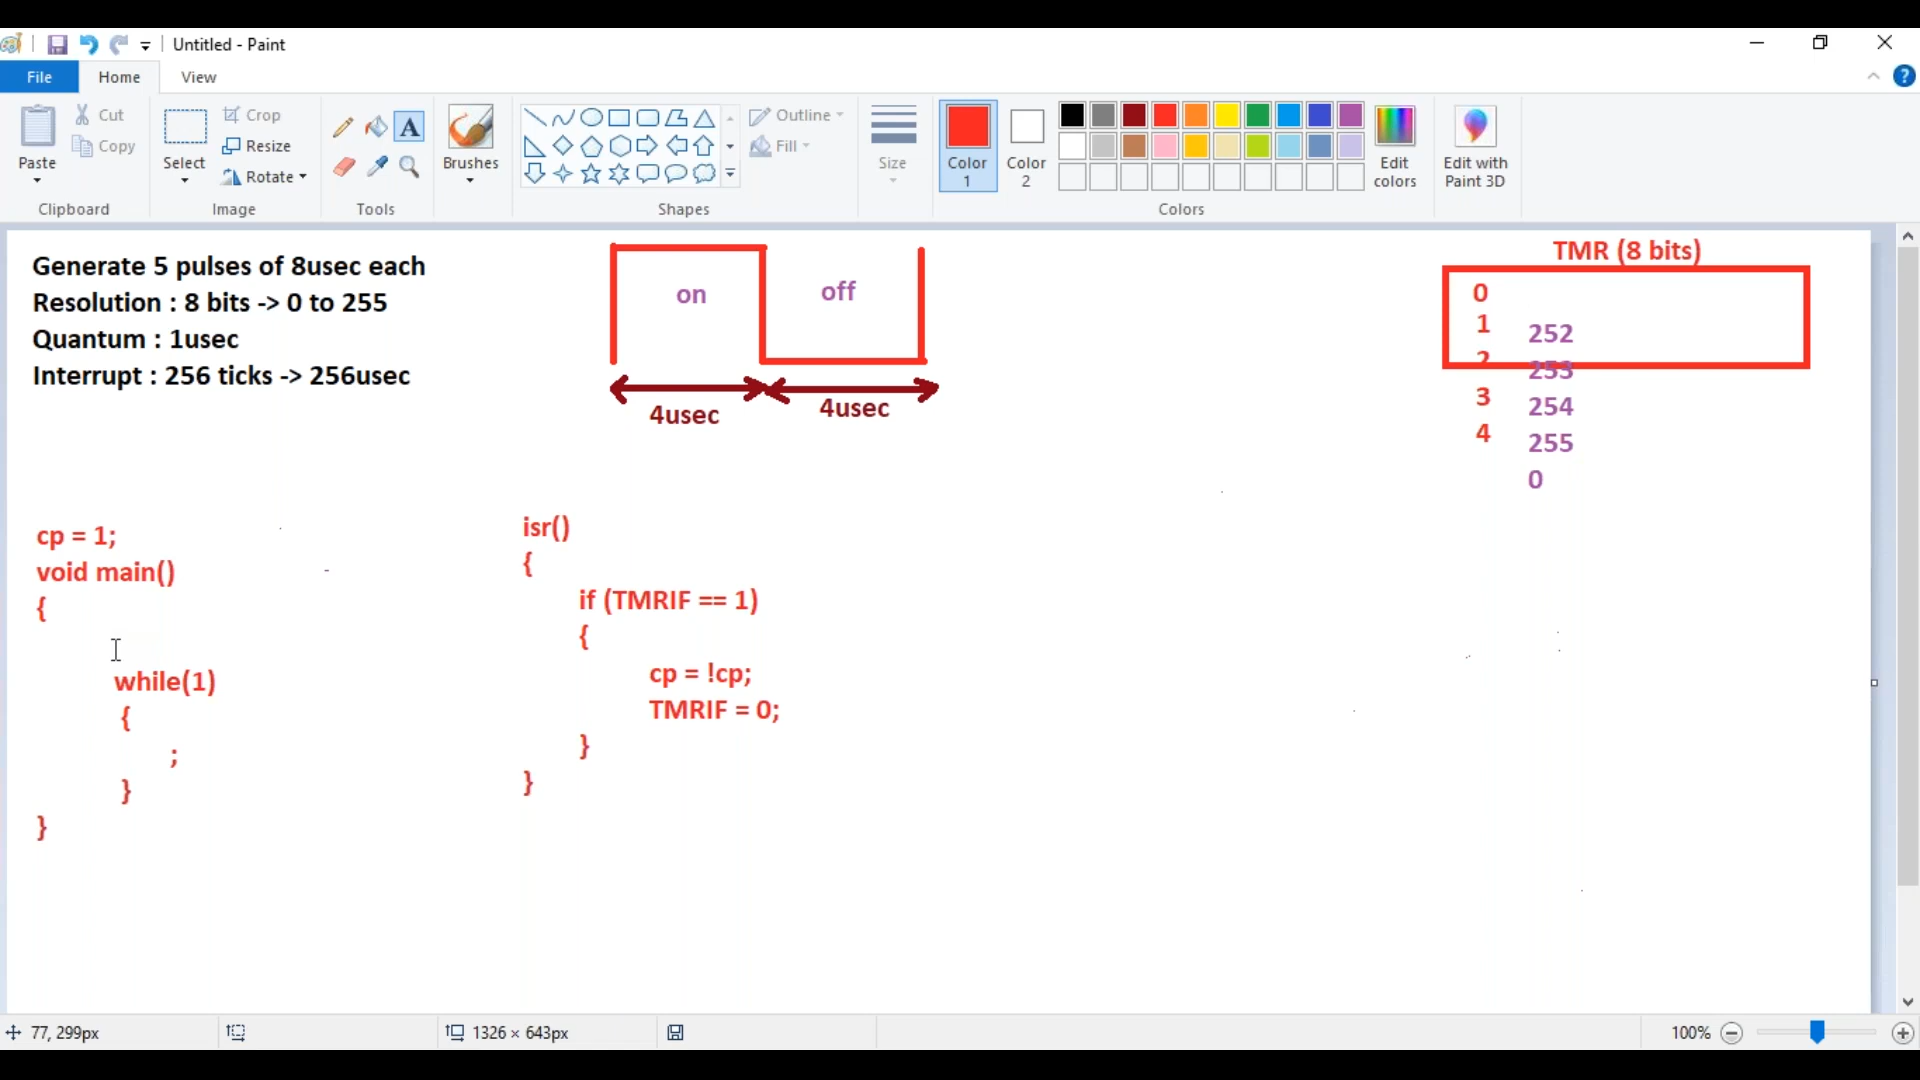 Untitled - Paint
File
Home
View
Paste
Cut
Copy
Clipboard
Select
Crop
Resize
Rotate
Image
A
Tools
Brushes
Shapes
Outline
Fill
Size
Color
1
Color
2
Edit
colors
Colors
Edit with
Paint 3D
?
Generate 5 pulses of 8usec each
Resolution : 8 bits -> 0 to 255
Quantum : 1usec
Interrupt : 256 ticks -> 256usec
on
off
4usec
4usec
TMR (8 bits)
0
1
2
3
4
252
253
254
255
0
cp = 1;
void main()
{
while(1)
{
;
}
}
isr()
{
if (TMRIF == 1)
{
cp = !cp;
TMRIF = 0;
}
}
77, 299px
1326 × 643px
100%